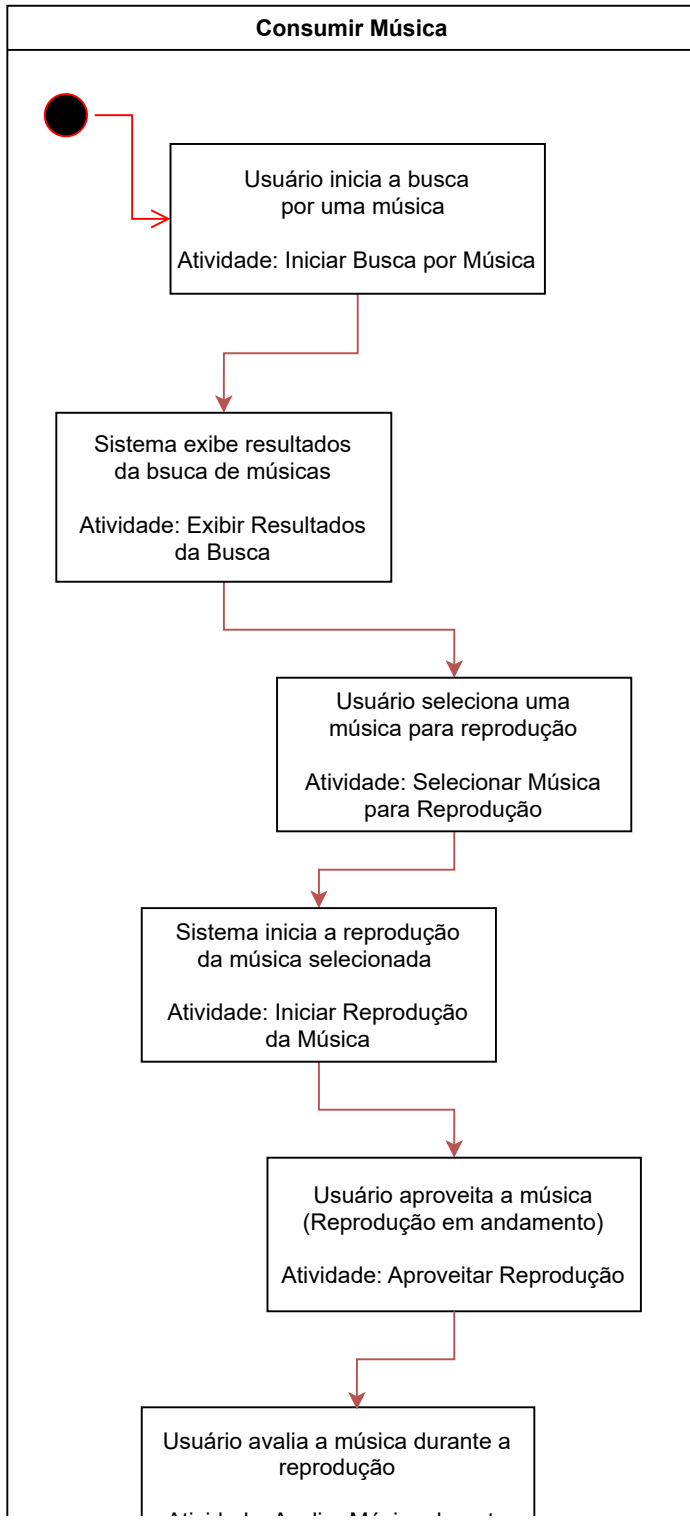 Consumir Música
Usuário inicia a busca
por uma música
Atividade: Iniciar Busca por Música
Sistema exibe resultados
da bsuca de músicas
Atividade: Exibir Resultados
da Busca
Usuário seleciona uma
música para reprodução
Atividade: Selecionar Música
para Reprodução
Sistema inicia a reprodução
da música selecionada
Atividade: Iniciar Reprodução
da Música
Usuário aproveita a música
(Reprodução em andamento)
Atividade: Aproveitar Reprodução
Usuário avalia a música durante a
reprodução